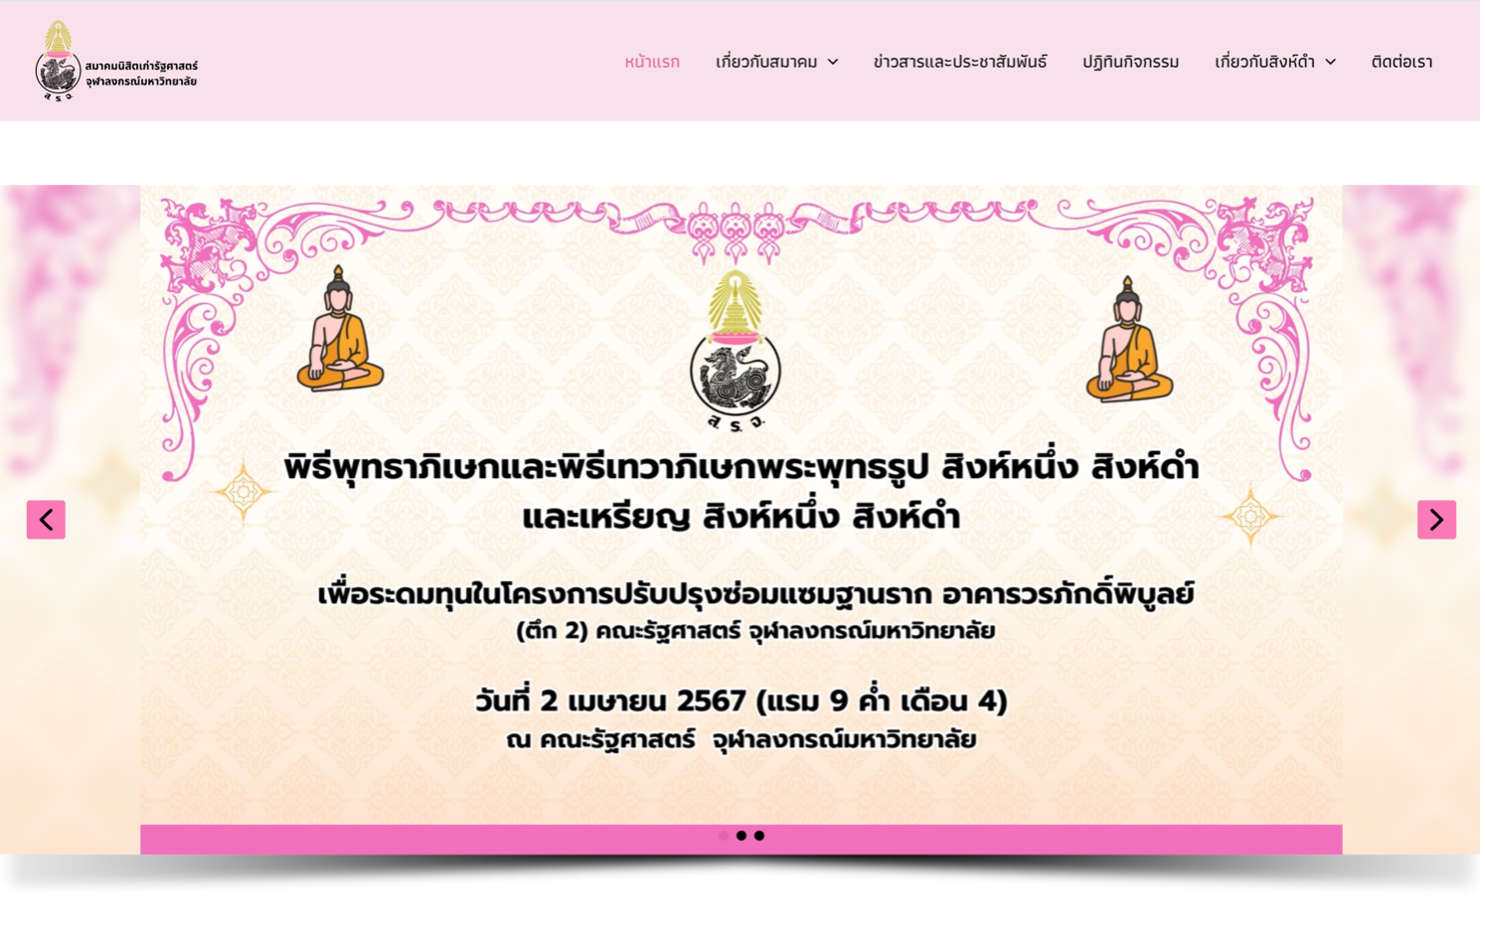 สมาคมนิสิตเก่ารัฐศาสตร์
จุฬาลงกรณ์มหาวิทยาลัย
ส. ร. จ.
หน้าแรก
เกี่ยวกับสมาคม
ข่าวสารและประชาสัมพันธ์
ปฏิทินกิจกรรม
เกี่ยวกับสิงห์ดำ
ติดต่อเรา
ส. ร. จ.
พิธีพุทธาภิเษกและพิธีเทวาภิเษกพระพุทธรูป สิงห์หนึ่ง สิงห์ดำ
และเหรียญ สิงห์หนึ่ง สิงห์ดำ
เพื่อระดมทุนในโครงการปรับปรุงซ่อมแซมฐานราก อาคารวรภักดิ์พิบูลย์
(ตึก 2) คณะรัฐศาสตร์ จุฬาลงกรณ์มหาวิทยาลัย
วันที่ 2 เมษายน 2567 (แรม 9 ค่ำ เดือน 4)
ณ คณะรัฐศาสตร์ จุฬาลงกรณ์มหาวิทยาลัย